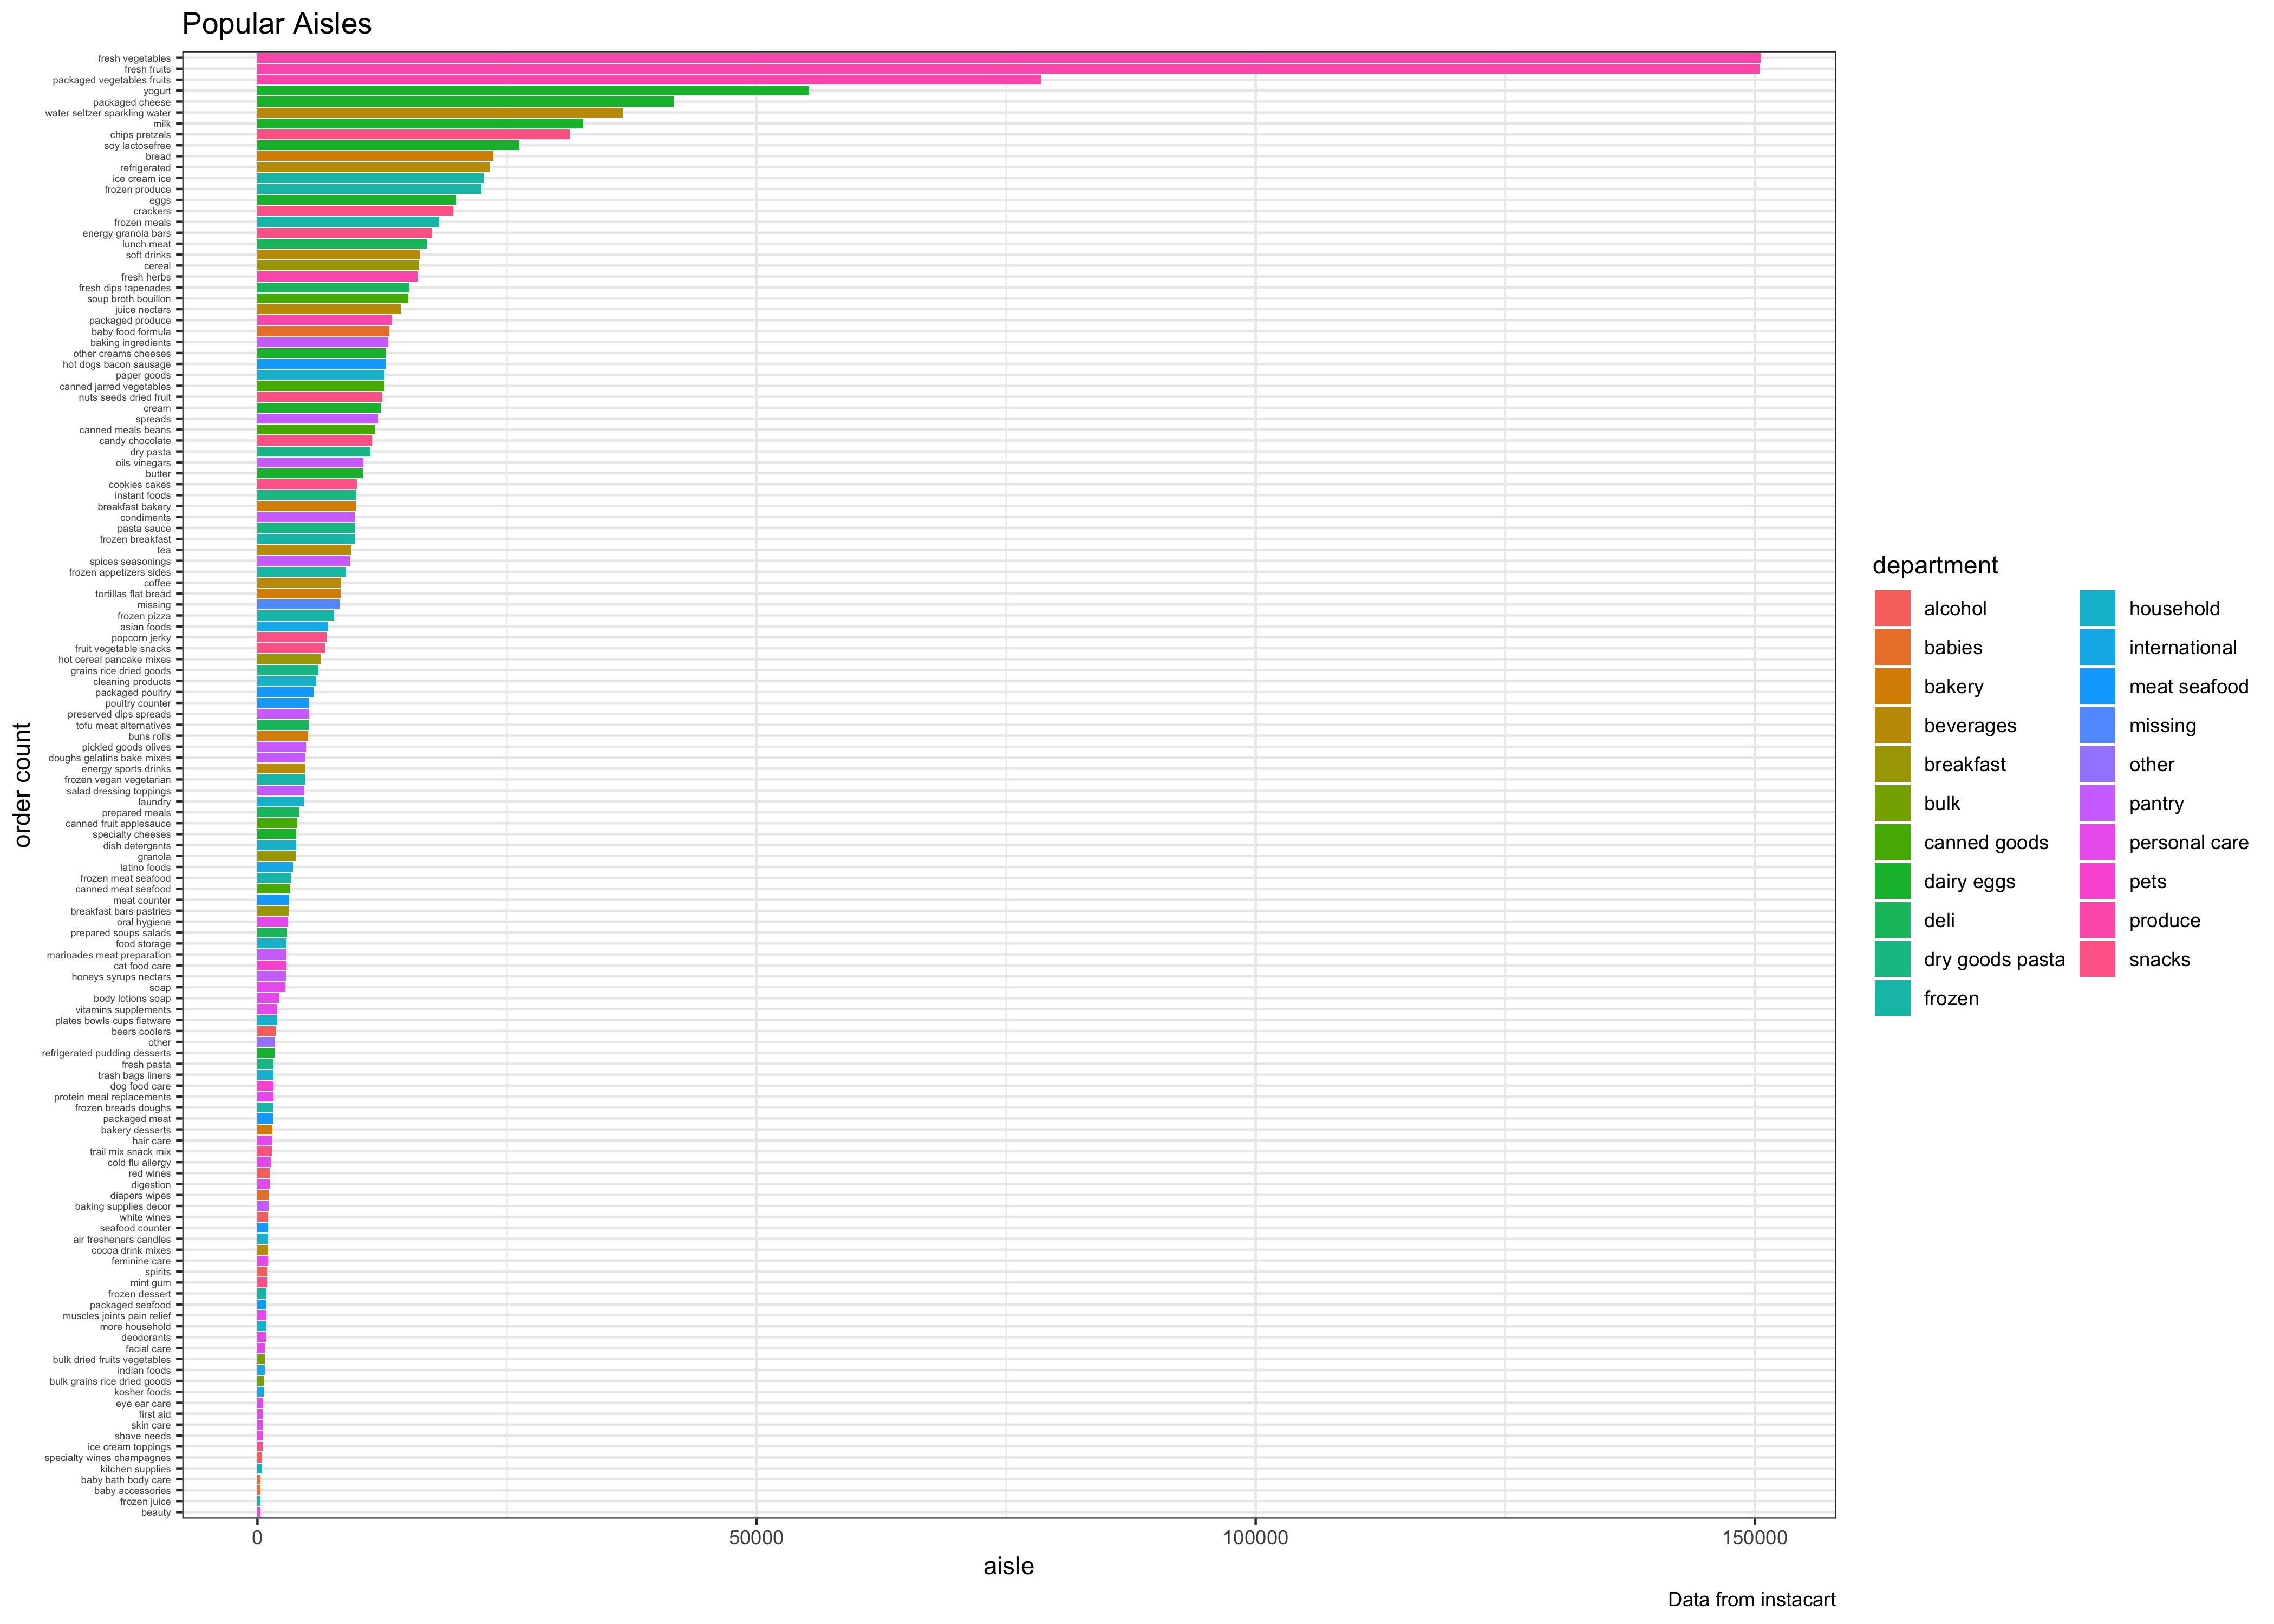 Popular Aisles
fresh vegetables
fresh fruits
packaged vegetables fruits
yogurt
packaged cheese
water seltzer sparkling water
milk
chips pretzels
soy lactosefree
bread
refrigerated
ice cream ice
frozen produce
eggs
crackers
frozen meals
energy granola bars
lunch meat
soft drinks
cereal
fresh herbs
fresh dips tapenades
soup broth bouillon
juice nectars
packaged produce
baby food formula
baking ingredients
other creams cheeses
hot dogs bacon sausage
paper goods
canned jarred vegetables
nuts seeds dried fruit
cream
spreads
canned meals beans
candy chocolate
dry pasta
oils vinegars
butter
cookies cakes
instant foods
breakfast bakery
condiments
pasta sauce
frozen breakfast
tea
spices seasonings
frozen appetizers sides
coffee
tortillas flat bread
missing
frozen pizza
asian foods
popcorn jerky
fruit vegetable snacks
hot cereal pancake mixes
grains rice dried goods
cleaning products
packaged poultry
poultry counter
preserved dips spreads
tofu meat alternatives
buns rolls
pickled goods olives
doughs gelatins bake mixes
energy sports drinks
frozen vegan vegetarian
salad dressing toppings
laundry
prepared meals
canned fruit applesauce
specialty cheeses
dish detergents
granola
latino foods
frozen meat seafood
canned meat seafood
meat counter
breakfast bars pastries
oral hygiene
prepared soups salads
food storage
marinades meat preparation
cat food care
honeys syrups nectars
soap
body lotions soap
vitamins supplements
plates bowls cups flatware
beers coolers
other
refrigerated pudding desserts
fresh pasta
trash bags liners
dog food care
protein meal replacements
frozen breads doughs
packaged meat
bakery desserts
hair care
trail mix snack mix
cold flu allergy
red wines
digestion
diapers wipes
baking supplies decor
white wines
seafood counter
air fresheners candles
cocoa drink mixes
feminine care
spirits
mint gum
frozen dessert
packaged seafood
muscles joints pain relief
more household
deodorants
facial care
bulk dried fruits vegetables
indian foods
bulk grains rice dried goods
kosher foods
eye ear care
first aid
skin care
shave needs
ice cream toppings
specialty wines champagnes
kitchen supplies
baby bath body care
baby accessories
frozen juice
beauty
order count
0 50000 100000 150000
aisle
Data from instacart
department
alcohol
babies
bakery
beverages
breakfast
bulk
canned goods
dairy eggs
deli
dry goods pasta
frozen
household
international
meat seafood
missing
other
pantry
personal care
pets
produce
snacks